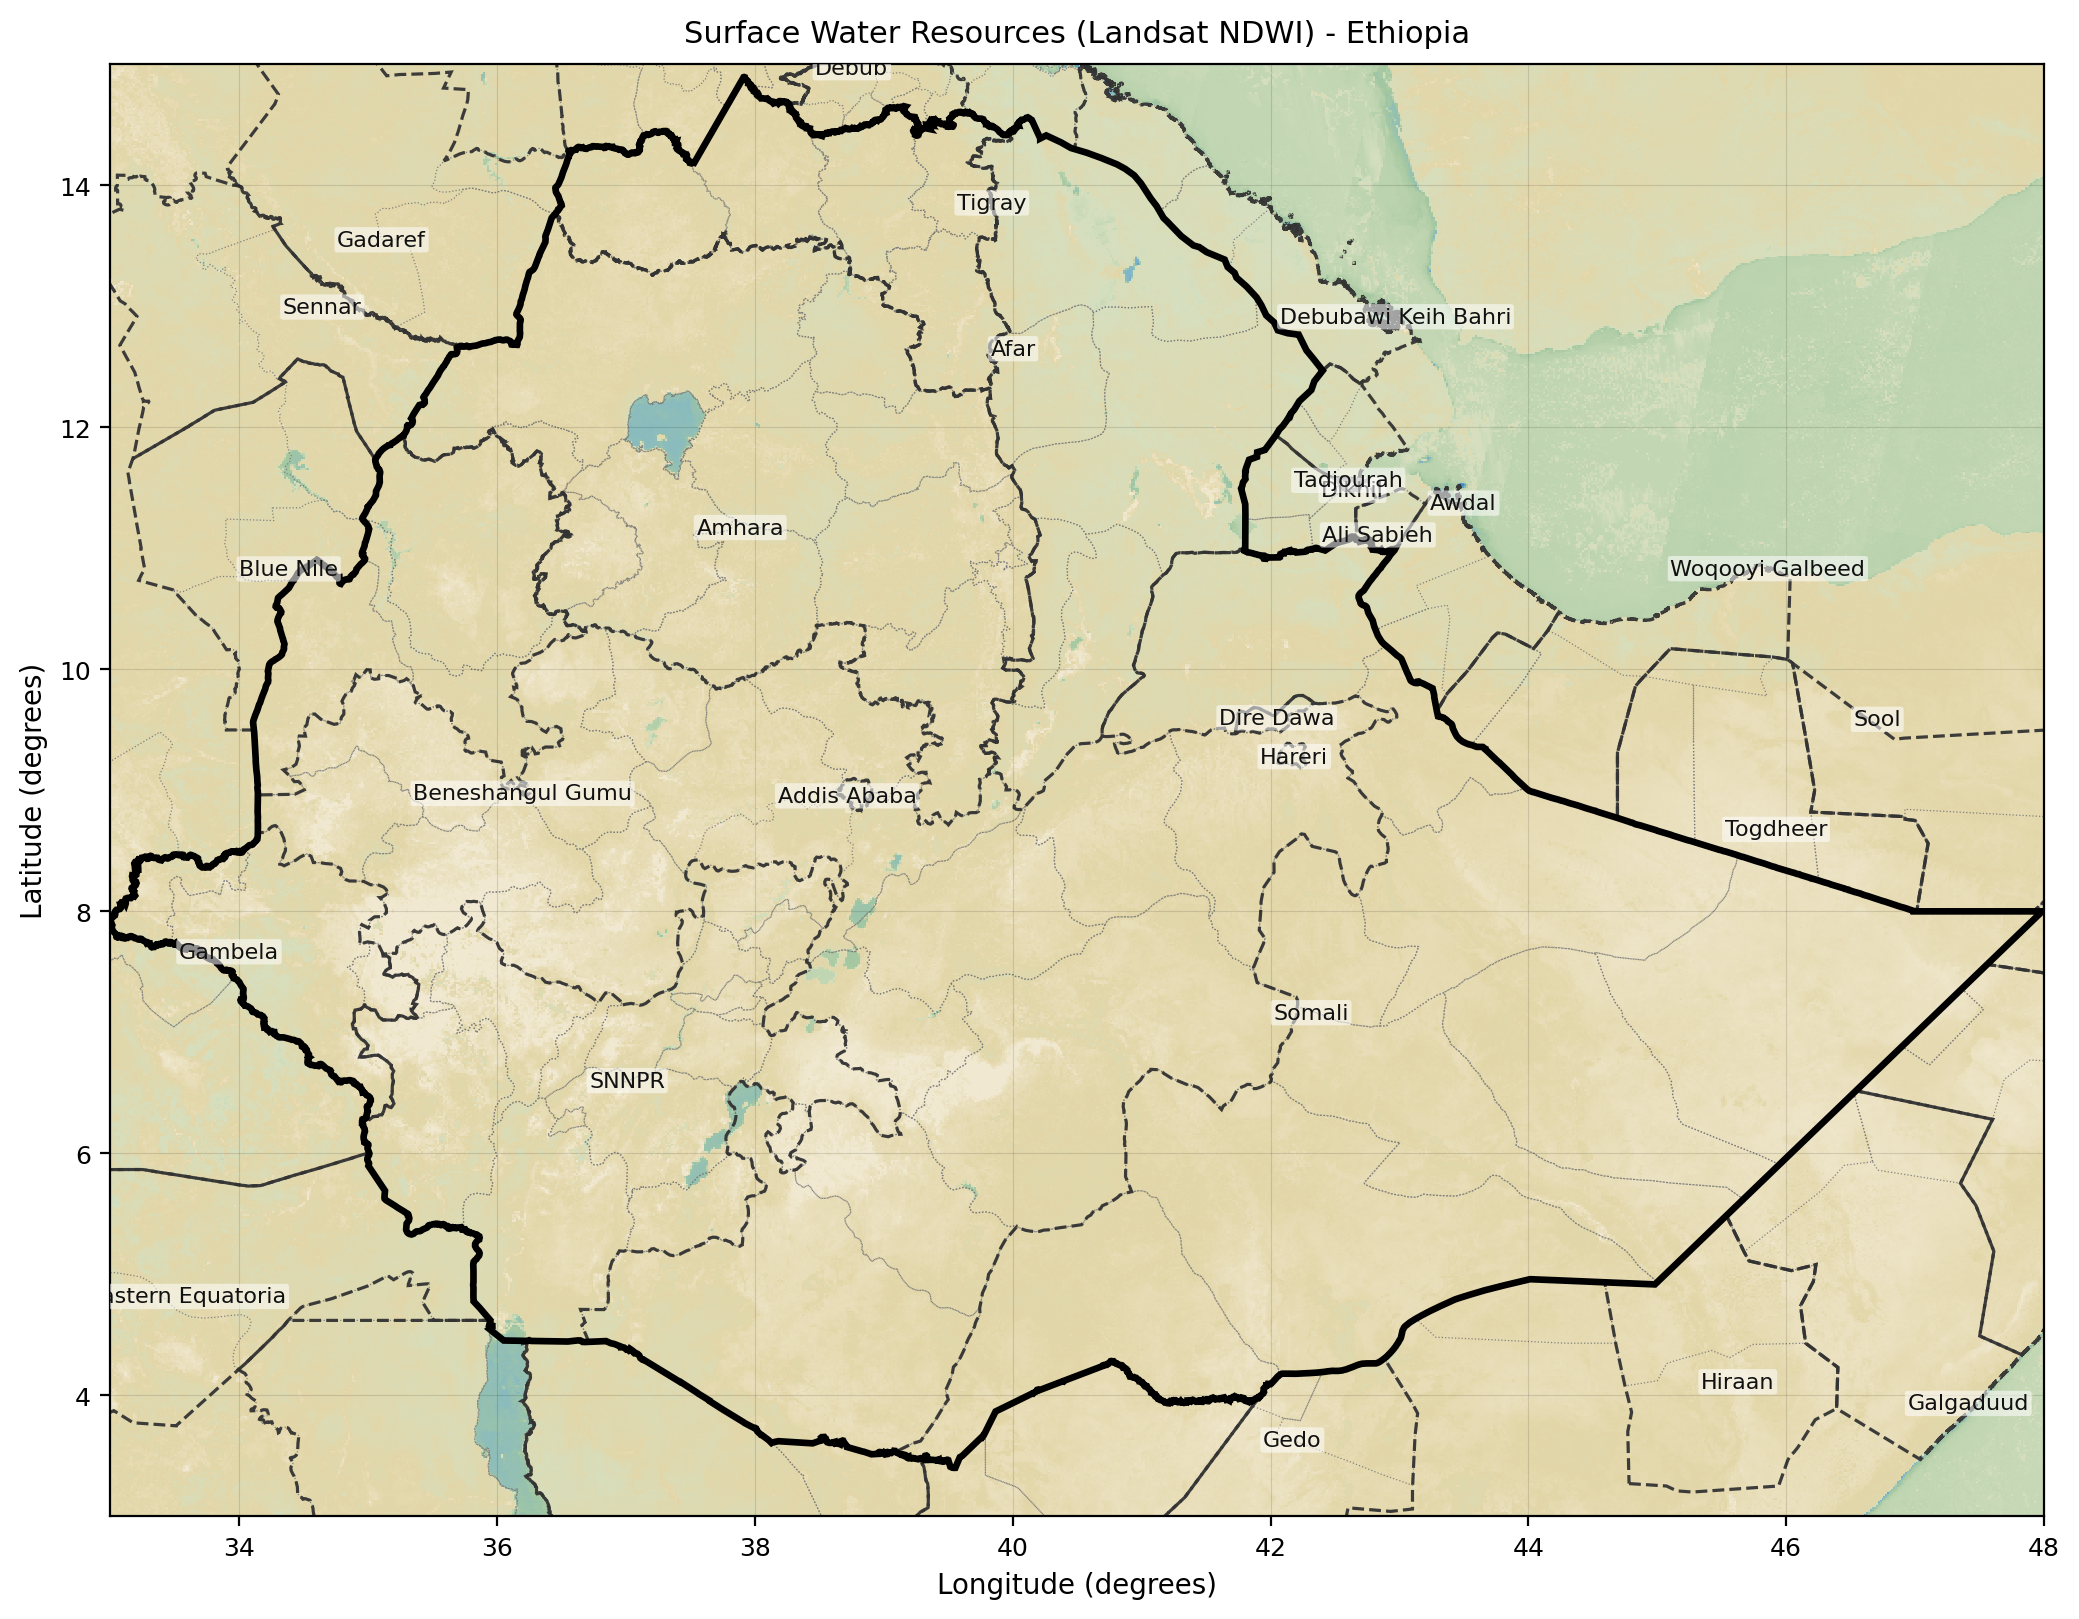 Surface Water Resources (Landsat NDWI) - Ethiopia
Debub
14
Tigray
Gadaref
Sennar
Debubawi Keih Bahri
Afar
12
Tadjourah
Dikhil
Awdal
Amhara
Ali Sabieh
Blue Nile
Woqooyi Galbeed
10
Dire Dawa
Sool
Hareri
Beneshangul Gumu
Addis Ababa
Togdheer
8
Gambela
Somali
SNNPR
6
astern Equatoria
4
Hiraan
Galgaduud
Gedo
34 36 38 40 42 44 46 48
Longitude (degrees)
Latitude (degrees)